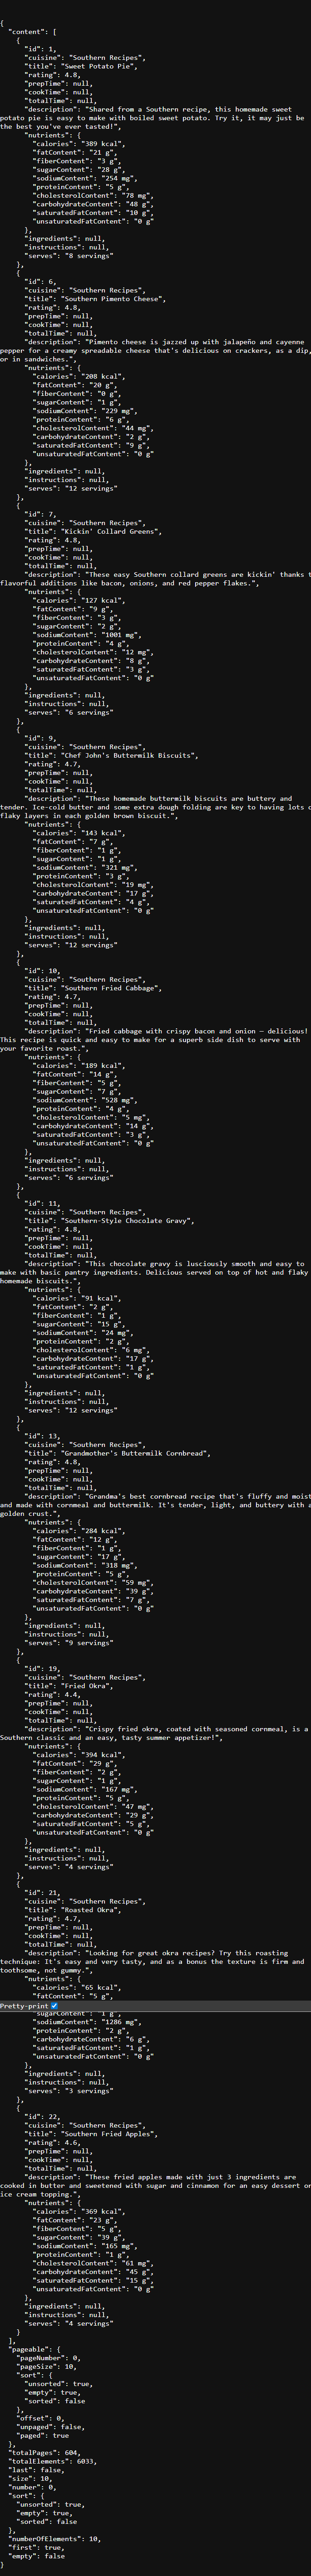 {
  "content": [
    {
      "id": 1,
      "cuisine": "Southern Recipes",
      "title": "Sweet Potato Pie",
      "rating": 4.8,
      "prepTime": null,
      "cookTime": null,
      "totalTime": null,
      "description": "Shared from a Southern recipe, this homemade sweet
potato pie is easy to make with boiled sweet potato. Try it, it may just be
the best you've ever tasted!",
      "nutrients": {
        "calories": "389 kcal",
        "fatContent": "21 g",
        "fiberContent": "3 g",
        "sugarContent": "28 g",
        "sodiumContent": "254 mg",
        "proteinContent": "5 g",
        "cholesterolContent": "78 mg",
        "carbohydrateContent": "48 g",
        "saturatedFatContent": "10 g",
        "unsaturatedFatContent": "0 g"
      },
      "ingredients": null,
      "instructions": null,
      "serves": "8 servings"
    },
    {
      "id": 6,
      "cuisine": "Southern Recipes",
      "title": "Southern Pimento Cheese",
      "rating": 4.8,
      "prepTime": null,
      "cookTime": null,
      "totalTime": null,
      "description": "Pimento cheese is jazzed up with jalapeño and cayenne
pepper for a creamy spreadable cheese that's delicious on crackers, as a dip,
or in sandwiches.",
      "nutrients": {
        "calories": "208 kcal",
        "fatContent": "20 g",
        "fiberContent": "0 g",
        "sugarContent": "1 g",
        "sodiumContent": "229 mg",
        "proteinContent": "6 g",
        "cholesterolContent": "44 mg",
        "carbohydrateContent": "2 g",
        "saturatedFatContent": "9 g",
        "unsaturatedFatContent": "0 g"
      },
      "ingredients": null,
      "instructions": null,
      "serves": "12 servings"
    },
    {
      "id": 7,
      "cuisine": "Southern Recipes",
      "title": "Kickin' Collard Greens",
      "rating": 4.8,
      "prepTime": null,
      "cookTime": null,
      "totalTime": null,
      "description": "These easy Southern collard greens are kickin' thanks t
flavorful additions like bacon, onions, and red pepper flakes.",
      "nutrients": {
        "calories": "127 kcal",
        "fatContent": "9 g",
        "fiberContent": "3 g",
        "sugarContent": "2 g",
        "sodiumContent": "1001 mg",
        "proteinContent": "4 g",
        "cholesterolContent": "12 mg",
        "carbohydrateContent": "8 g",
        "saturatedFatContent": "3 g",
        "unsaturatedFatContent": "0 g"
      },
      "ingredients": null,
      "instructions": null,
      "serves": "6 servings"
    },
    {
      "id": 9,
      "cuisine": "Southern Recipes",
      "title": "Chef John's Buttermilk Biscuits",
      "rating": 4.7,
      "prepTime": null,
      "cookTime": null,
      "totalTime": null,
      "description": "These homemade buttermilk biscuits are buttery and
tender. Ice-cold butter and some extra dough folding are key to having lots o
flaky layers in each golden brown biscuit.",
      "nutrients": {
        "calories": "143 kcal",
        "fatContent": "7 g",
        "fiberContent": "1 g",
        "sugarContent": "1 g",
        "sodiumContent": "321 mg",
        "proteinContent": "3 g",
        "cholesterolContent": "19 mg",
        "carbohydrateContent": "17 g",
        "saturatedFatContent": "4 g",
        "unsaturatedFatContent": "0 g"
      },
      "ingredients": null,
      "instructions": null,
      "serves": "12 servings"
    },
    {
      "id": 10,
      "cuisine": "Southern Recipes",
      "title": "Southern Fried Cabbage",
      "rating": 4.7,
      "prepTime": null,
      "cookTime": null,
      "totalTime": null,
      "description": "Fried cabbage with crispy bacon and onion — delicious!
This recipe is quick and easy to make for a superb side dish to serve with
your favorite roast.",
      "nutrients": {
        "calories": "189 kcal",
        "fatContent": "14 g",
        "fiberContent": "5 g",
        "sugarContent": "7 g",
        "sodiumContent": "528 mg",
        "proteinContent": "4 g",
        "cholesterolContent": "5 mg",
        "carbohydrateContent": "14 g",
        "saturatedFatContent": "3 g",
        "unsaturatedFatContent": "0 g"
      },
      "ingredients": null,
      "instructions": null,
      "serves": "6 servings"
    },
    {
      "id": 11,
      "cuisine": "Southern Recipes",
      "title": "Southern-Style Chocolate Gravy",
      "rating": 4.8,
      "prepTime": null,
      "cookTime": null,
      "totalTime": null,
      "description": "This chocolate gravy is lusciously smooth and easy to
make with basic pantry ingredients. Delicious served on top of hot and flaky
homemade biscuits.",
      "nutrients": {
        "calories": "91 kcal",
        "fatContent": "2 g",
        "fiberContent": "1 g",
        "sugarContent": "15 g",
        "sodiumContent": "24 mg",
        "proteinContent": "2 g",
        "cholesterolContent": "6 mg",
        "carbohydrateContent": "17 g",
        "saturatedFatContent": "1 g",
        "unsaturatedFatContent": "0 g"
      },
      "ingredients": null,
      "instructions": null,
      "serves": "12 servings"
    },
    {
      "id": 13,
      "cuisine": "Southern Recipes",
      "title": "Grandmother's Buttermilk Cornbread",
      "rating": 4.8,
      "prepTime": null,
      "cookTime": null,
      "totalTime": null,
      "description": "Grandma's best cornbread recipe that's fluffy and moist
and made with cornmeal and buttermilk. It's tender, light, and buttery with a
golden crust.",
      "nutrients": {
        "calories": "284 kcal",
        "fatContent": "12 g",
        "fiberContent": "1 g",
        "sugarContent": "17 g",
        "sodiumContent": "318 mg",
        "proteinContent": "5 g",
        "cholesterolContent": "59 mg",
        "carbohydrateContent": "39 g",
        "saturatedFatContent": "7 g",
        "unsaturatedFatContent": "0 g"
      },
      "ingredients": null,
      "instructions": null,
      "serves": "9 servings"
    },
    {
      "id": 19,
      "cuisine": "Southern Recipes",
      "title": "Fried Okra",
      "rating": 4.4,
      "prepTime": null,
      "cookTime": null,
      "totalTime": null,
      "description": "Crispy fried okra, coated with seasoned cornmeal, is a
Southern classic and an easy, tasty summer appetizer!",
      "nutrients": {
        "calories": "394 kcal",
        "fatContent": "29 g",
        "fiberContent": "2 g",
        "sugarContent": "1 g",
        "sodiumContent": "167 mg",
        "proteinContent": "5 g",
        "cholesterolContent": "47 mg",
        "carbohydrateContent": "29 g",
        "saturatedFatContent": "5 g",
        "unsaturatedFatContent": "0 g"
      },
      "ingredients": null,
      "instructions": null,
      "serves": "4 servings"
    },
    {
      "id": 21,
      "cuisine": "Southern Recipes",
      "title": "Roasted Okra",
      "rating": 4.7,
      "prepTime": null,
      "cookTime": null,
      "totalTime": null,
      "description": "Looking for great okra recipes? Try this roasting
technique: It's easy and very tasty, and as a bonus the texture is firm and
toothsome, not gummy.",
      "nutrients": {
        "calories": "65 kcal",
        "fatContent": "5 g",
Pretty-print
        "sugarContent": "1 g",
        "sodiumContent": "1286 mg",
        "proteinContent": "2 g",
        "carbohydrateContent": "6 g",
        "saturatedFatContent": "1 g",
        "unsaturatedFatContent": "0 g"
      },
      "ingredients": null,
      "instructions": null,
      "serves": "3 servings"
    },
    {
      "id": 22,
      "cuisine": "Southern Recipes",
      "title": "Southern Fried Apples",
      "rating": 4.6,
      "prepTime": null,
      "cookTime": null,
      "totalTime": null,
      "description": "These fried apples made with just 3 ingredients are
cooked in butter and sweetened with sugar and cinnamon for an easy dessert or
ice cream topping.",
      "nutrients": {
        "calories": "369 kcal",
        "fatContent": "23 g",
        "fiberContent": "5 g",
        "sugarContent": "39 g",
        "sodiumContent": "165 mg",
        "proteinContent": "1 g",
        "cholesterolContent": "61 mg",
        "carbohydrateContent": "45 g",
        "saturatedFatContent": "15 g",
        "unsaturatedFatContent": "0 g"
      },
      "ingredients": null,
      "instructions": null,
      "serves": "4 servings"
    }
  ],
  "pageable": {
    "pageNumber": 0,
    "pageSize": 10,
    "sort": {
      "unsorted": true,
      "empty": true,
      "sorted": false
    },
    "offset": 0,
    "unpaged": false,
    "paged": true
  },
  "totalPages": 604,
  "totalElements": 6033,
  "last": false,
  "size": 10,
  "number": 0,
  "sort": {
    "unsorted": true,
    "empty": true,
    "sorted": false
  },
  "numberOfElements": 10,
  "first": true,
  "empty": false
}